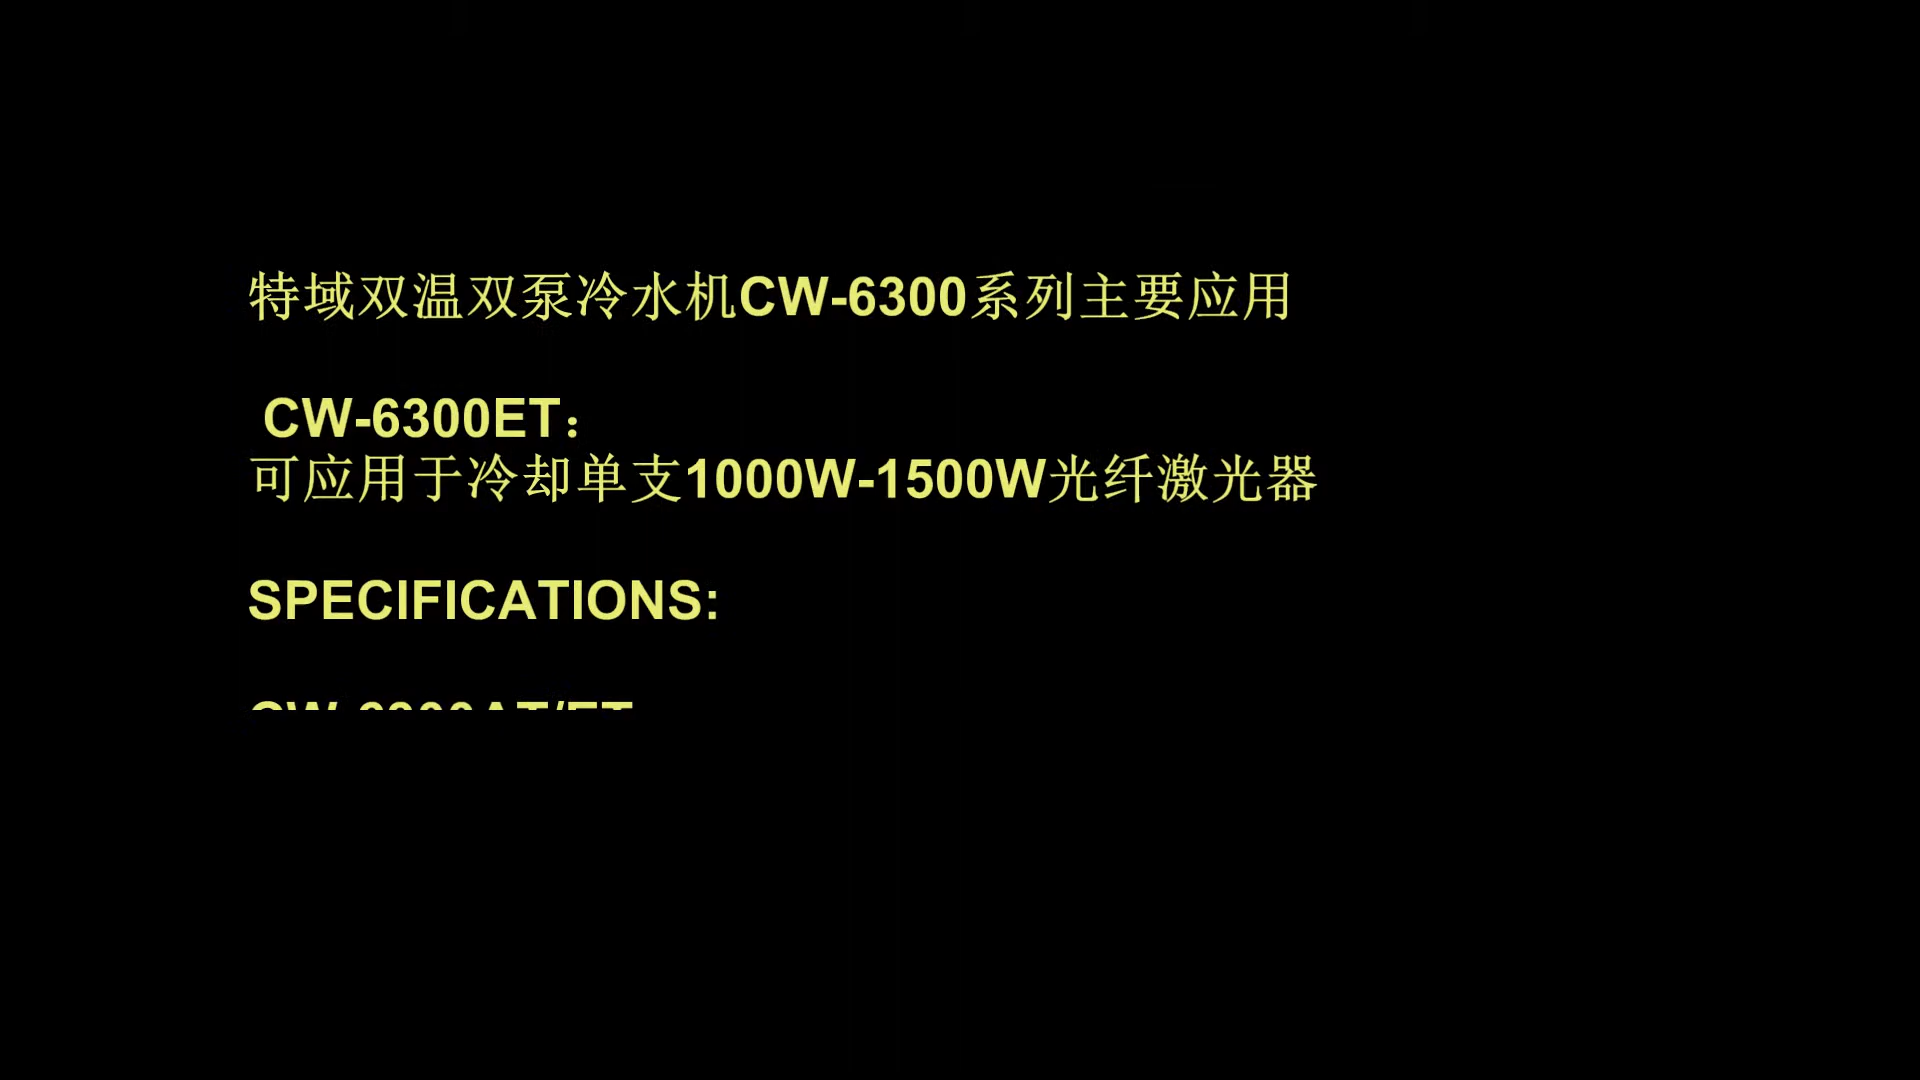 特域双温双泵冷水机CW-6300系列主要应用
CW-6300ET：
可应用于冷却单支1000W-1500W光纤激光器
SPECIFICATIONS: